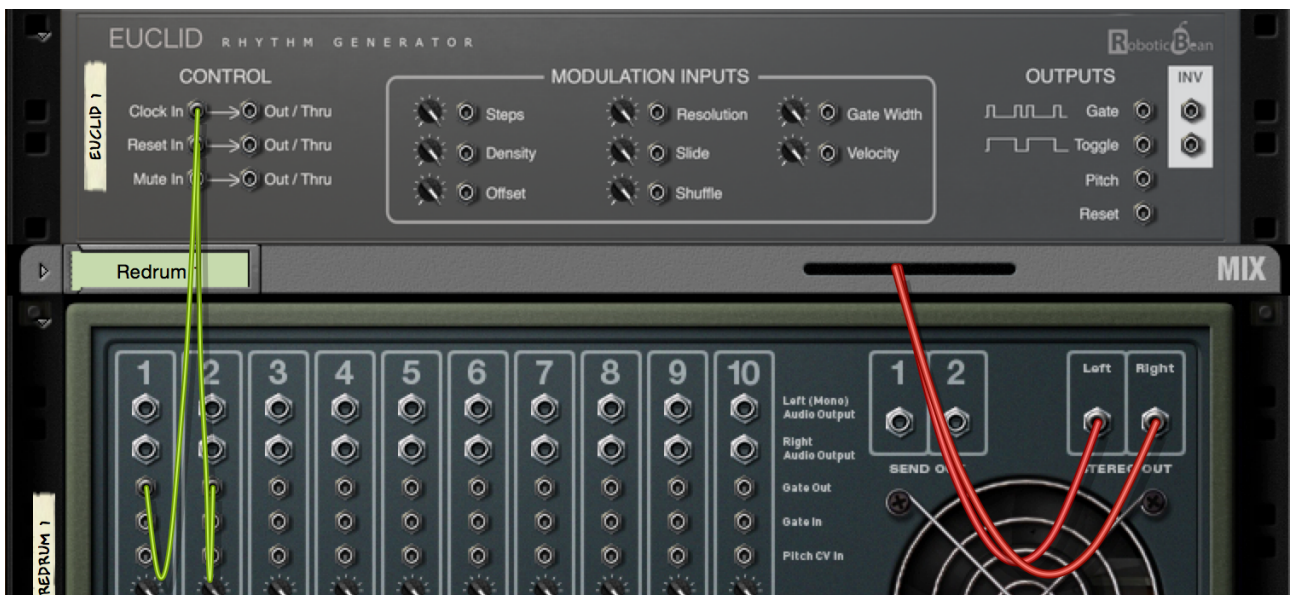 EUCLID RHYTHM GENERATOR
RoboticBean
EUCLID 1
CONTROL
Clock In Out / Thru
Reset In Out / Thru
Mute In Out / Thru
MODULATION INPUTS
Steps Resolution Gate Width
Density Slide Velocity
Offset Shuffle
OUTPUTS INV
Gate
Toggle
Pitch
Reset
Redrum
MIX
1 2 3 4 5 6 7 8 9 10
Left (Mono)
Audio Output
Right
Audio Output
Gate Out
Gate In
Pitch CV In
1 2
SEND OUT
Left Right
STEREO OUT
REDRUM 1